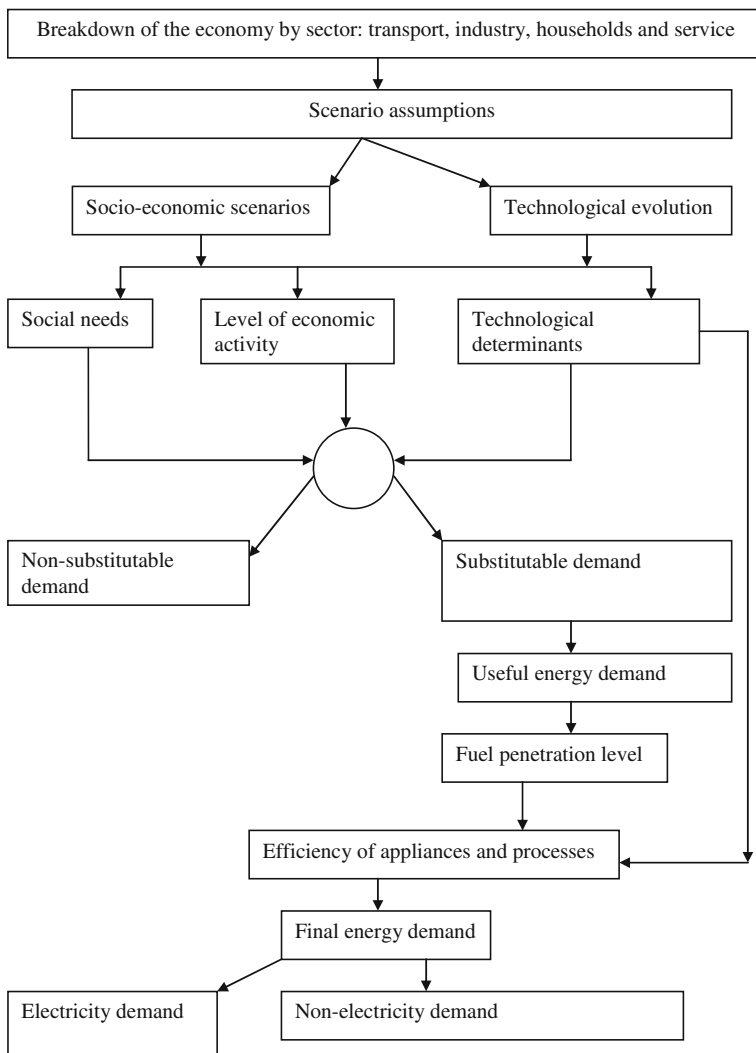 Breakdown of the economy by sector: transport, industry, households and service
Scenario assumptions
Socio-economic scenarios
Technological evolution
Social needs
Level of economic
activity
Technological
determinants
Non-substitutable
demand
Substitutable demand
Useful energy demand
Fuel penetration level
Efficiency of appliances and processes
Final energy demand
Electricity demand
Non-electricity demand